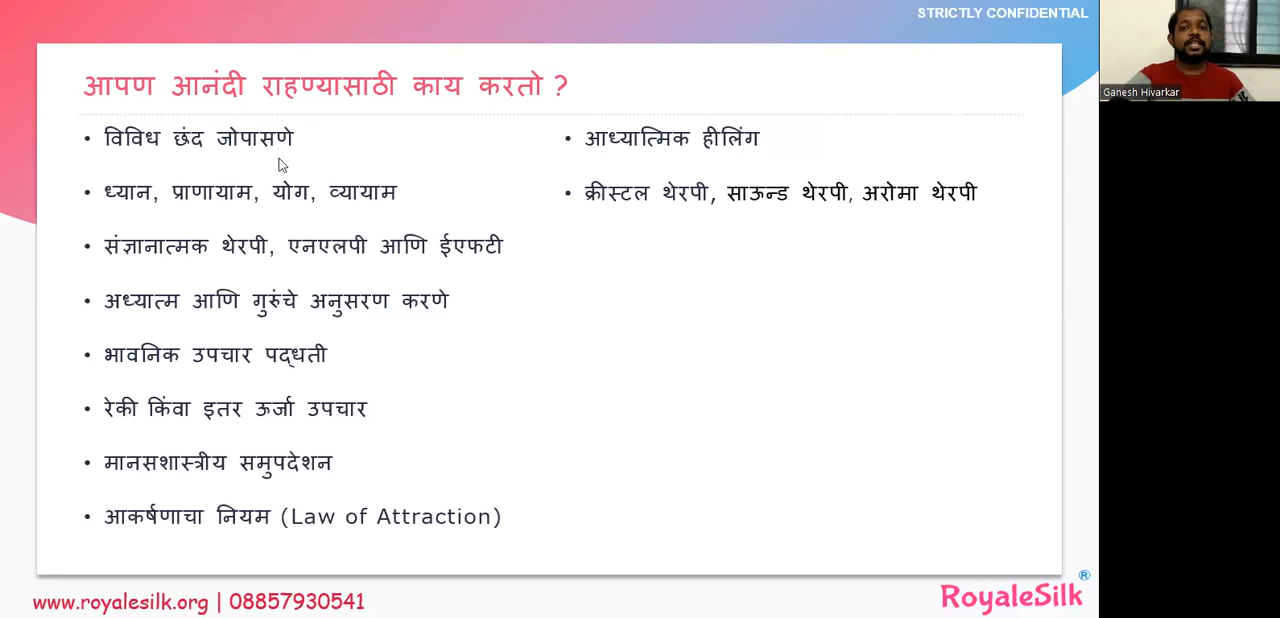 STRICTLY CONFIDENTIAL
आपण आनंदी राहण्यासाठी काय करतो ?
• विविध छंद जोपासणे
• ध्यान, प्राणायाम, योग, व्यायाम
• संज्ञानात्मक थेरपी, एनएलपी आणि ईएफटी
• अध्यात्म आणि गुरुंचे अनुसरण करणे
• भावनिक उपचार पद्धती
• रेकी किंवा इतर ऊर्जा उपचार
• मानसशास्त्रीय समुपदेशन
• आकर्षणाचा नियम (Law of Attraction)
• आध्यात्मिक हीलिंग
• क्रीस्टल थेरपी, साऊन्ड थेरपी, अरोमा थेरपी
www.royalesilk.org | 08857930541
RoyaleSilk®
Ganesh Hivarkar